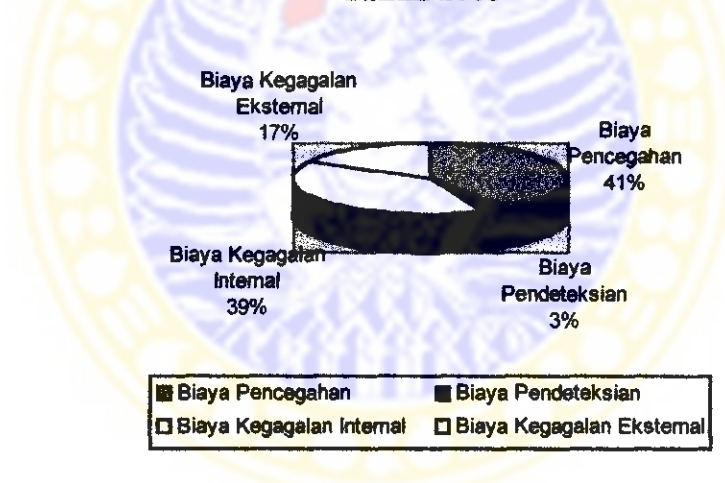 Biaya Kegagalan
Eksternal
17%
Biaya
Pencegahan
41%
Biaya Kegagalan
Internal
39%
Biaya
Pendeteksian
3%
Biaya Pencegahan
Biaya Pendeteksian
Biaya Kegagalan Internal
Biaya Kegagalan Eksternal